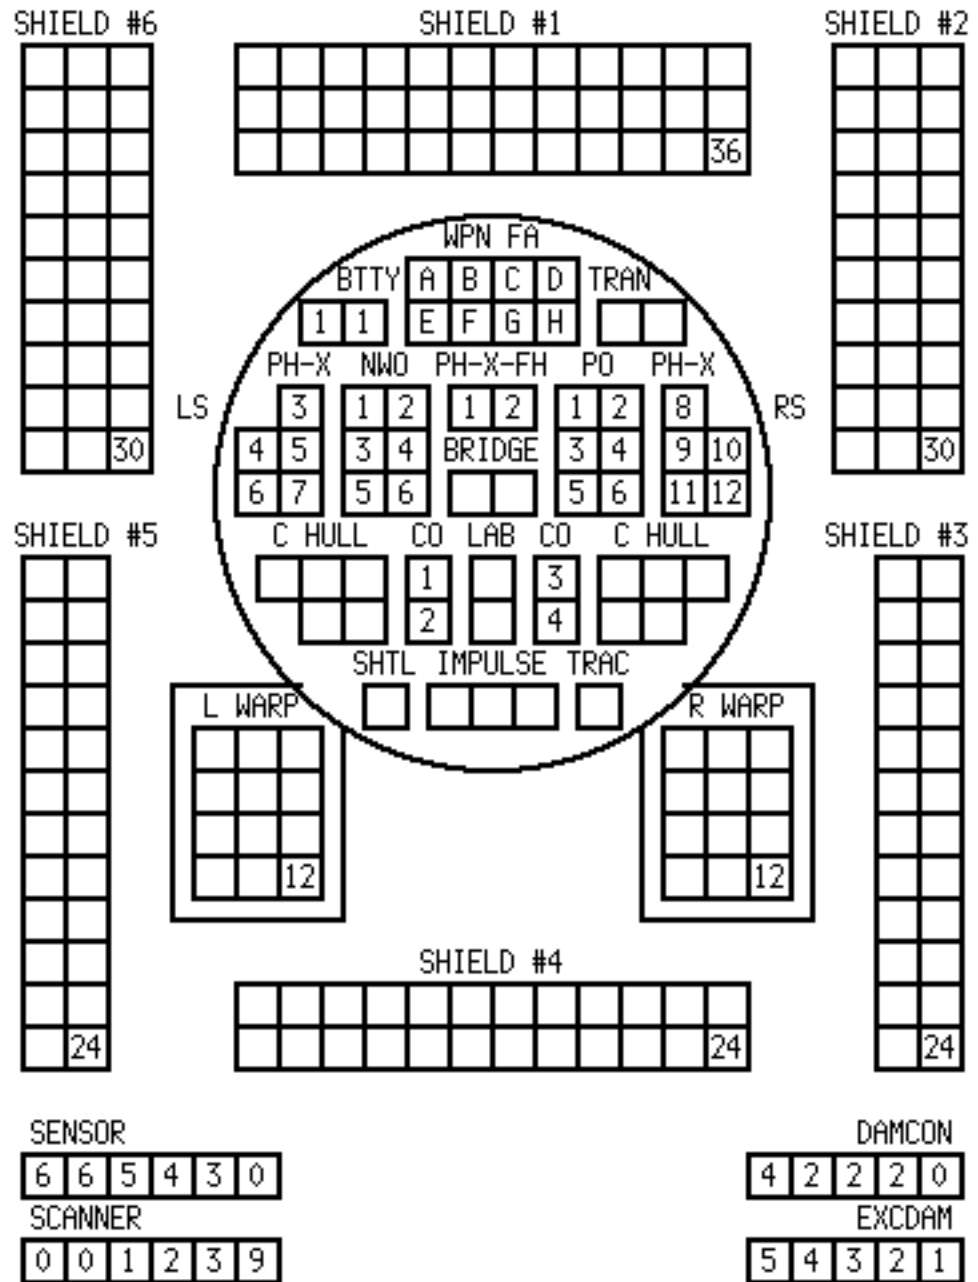 SHIELD #6 SHIELD #1 SHIELD #2
36
WPN FA
BTTY A B C D TRAN
1 1 E F G H
PH-X NWO PH-X-FH PO PH-X
LS 3 1 2 1 2 1 2 8 RS
30 4 5 3 4 BRIDGE 3 4 9 10 30
6 7 5 6 5 6 11 12
SHIELD #5 C HULL CO LAB CO C HULL SHIELD #3
1 3
2 4
SHTL IMPULSE TRAC
L WARP R WARP
12 12
SHIELD #4
24 24 24
SENSOR DAMCON
6 6 5 4 3 0 4 2 2 2 0
SCANNER EXCDAM
0 0 1 2 3 9 5 4 3 2 1